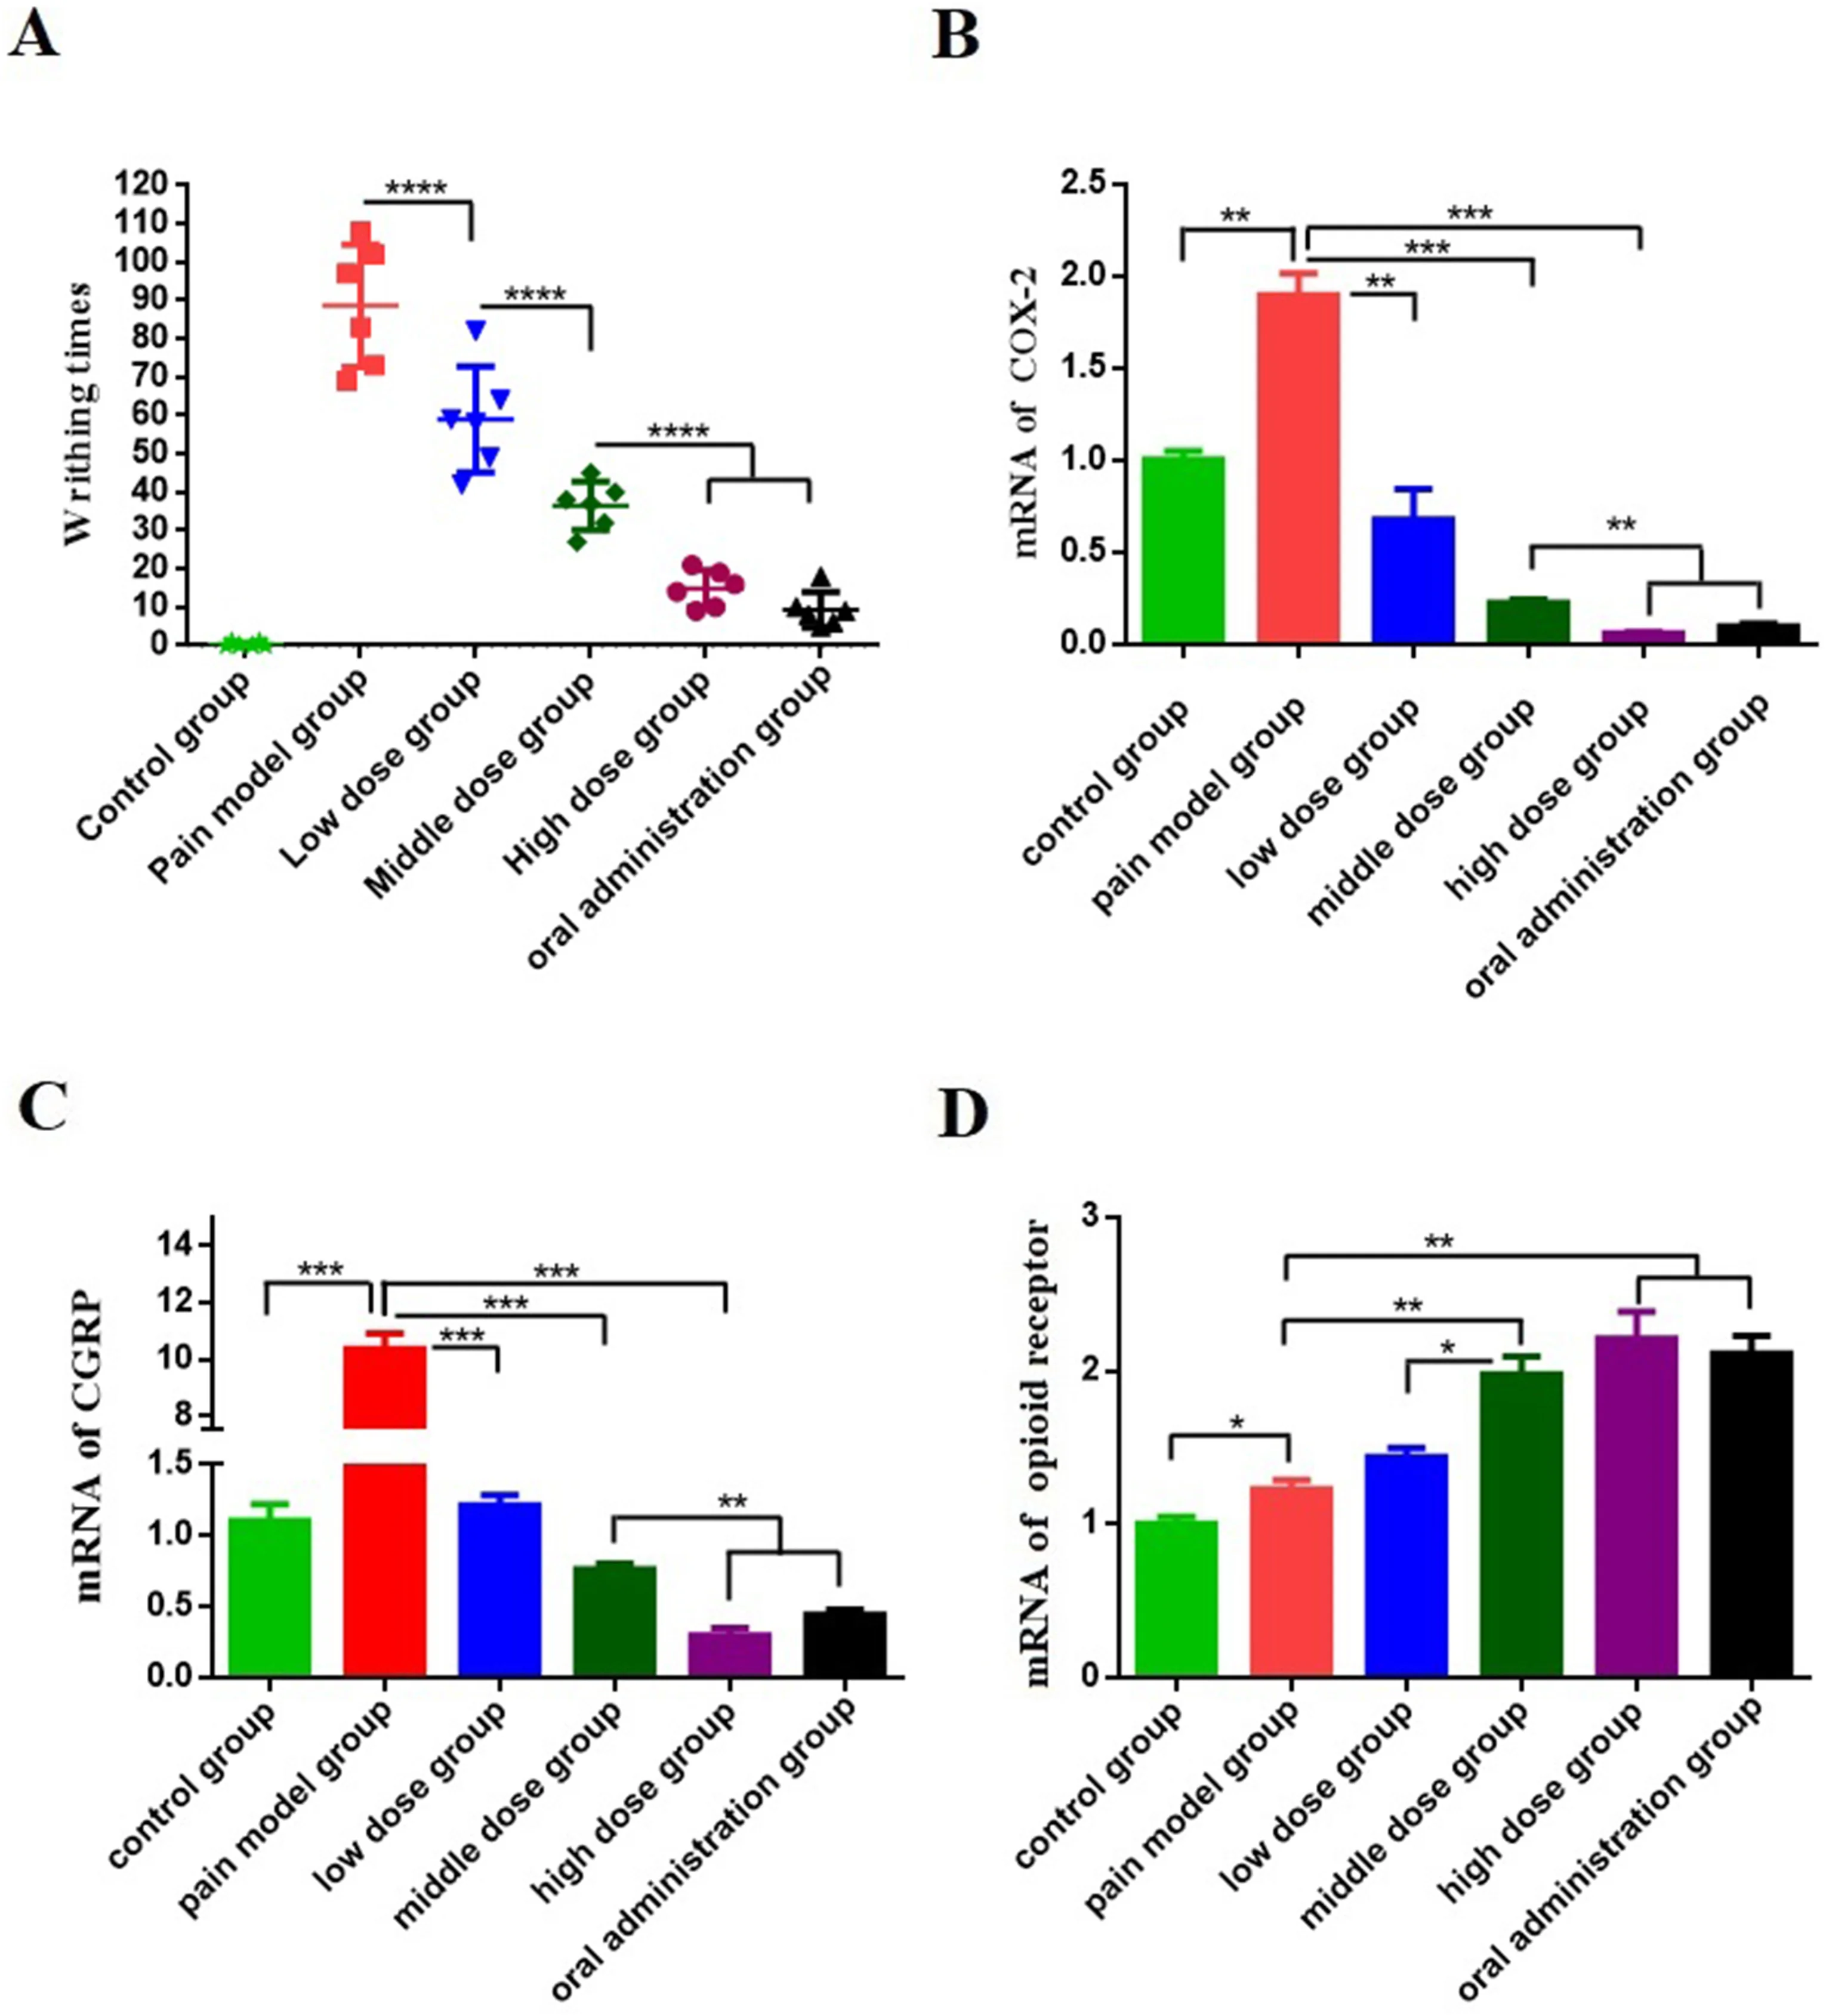 A
Writhing times
120
110
100
90
80
70
60
50
40
30
20
10
0
****
****
****
Control group
Pain model group
Low dose group
Middle dose group
High dose group
oral administration group
B
mRNA of COX-2
2.5
2.0
1.5
1.0
0.5
0.0
**
***
***
**
**
control group
pain model group
low dose group
middle dose group
high dose group
oral administration group
C
mRNA of CGRP
14
12
10
8
1.5
1.0
0.5
0.0
***
***
***
***
**
control group
pain model group
low dose group
middle dose group
high dose group
oral administration group
D
mRNA of opioid receptor
3
2
1
0
**
**
*
*
control group
pain model group
low dose group
middle dose group
high dose group
oral administration group